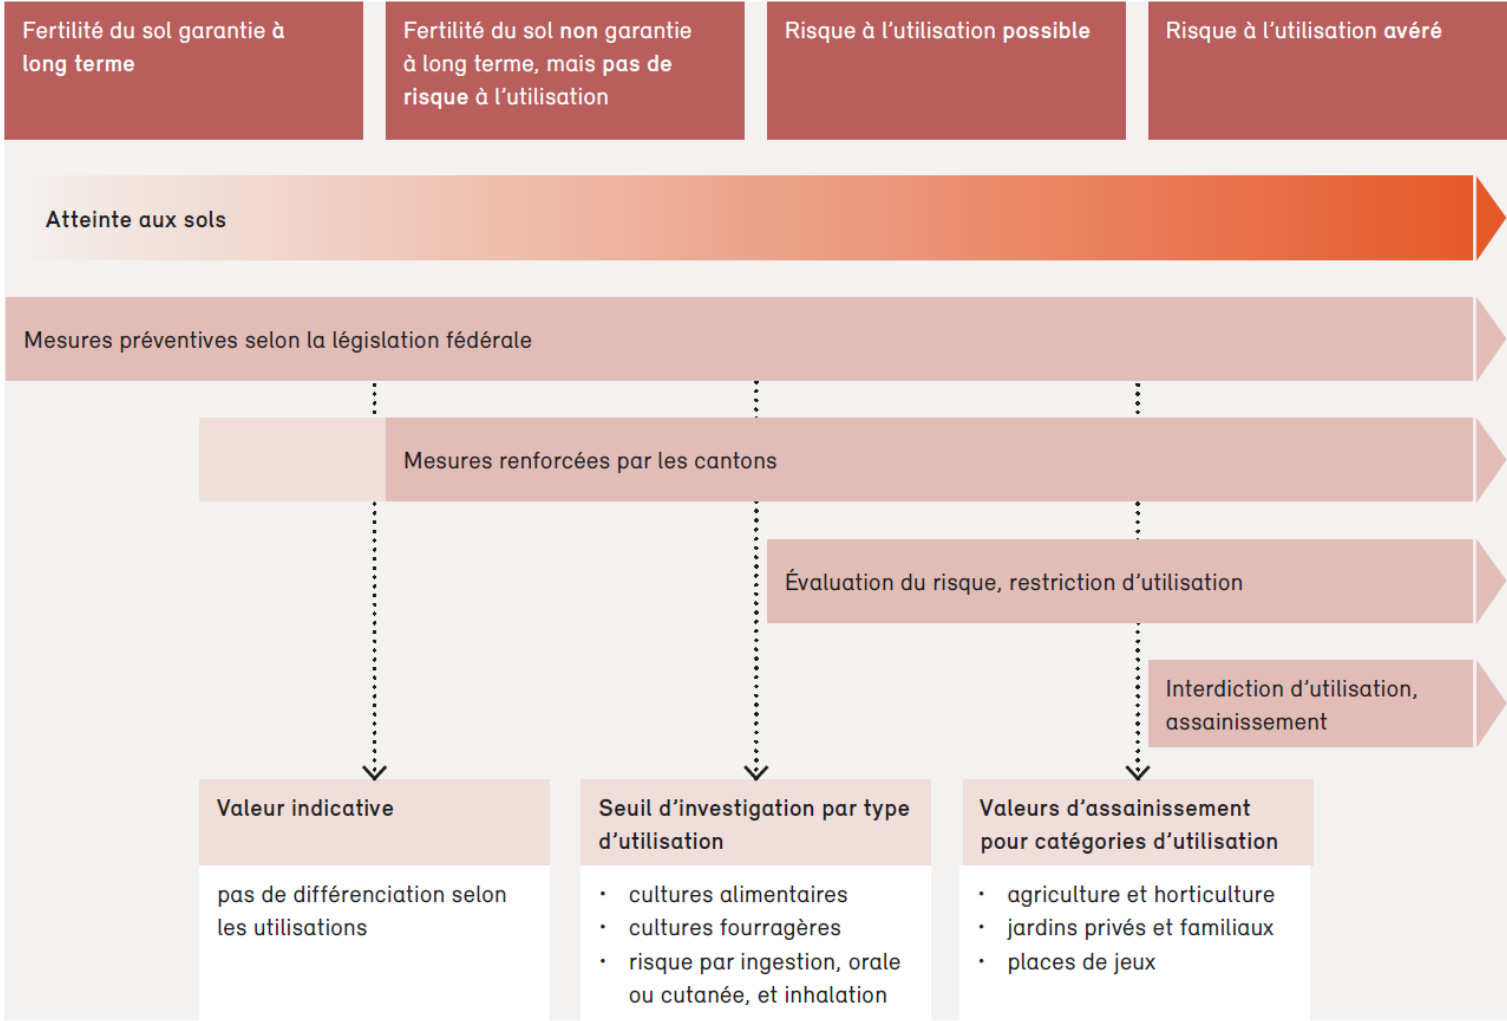 Fertilité du sol garantie à
long terme
Fertilité du sol non garantie
à long terme, mais pas de
risque à l'utilisation
Risque à l'utilisation possible
Risque à l'utilisation avéré
Atteinte aux sols
Mesures préventives selon la législation fédérale
Mesures renforcées par les cantons
Évaluation du risque, restriction d'utilisation
Interdiction d'utilisation,
assainissement
Valeur indicative
pas de différenciation selon
les utilisations
Seuil d'investigation par type
d'utilisation
• cultures alimentaires
• cultures fourragères
• risque par ingestion, orale
ou cutanée, et inhalation
Valeurs d'assainissement
pour catégories d'utilisation
• agriculture et horticulture
• jardins privés et familiaux
• places de jeux